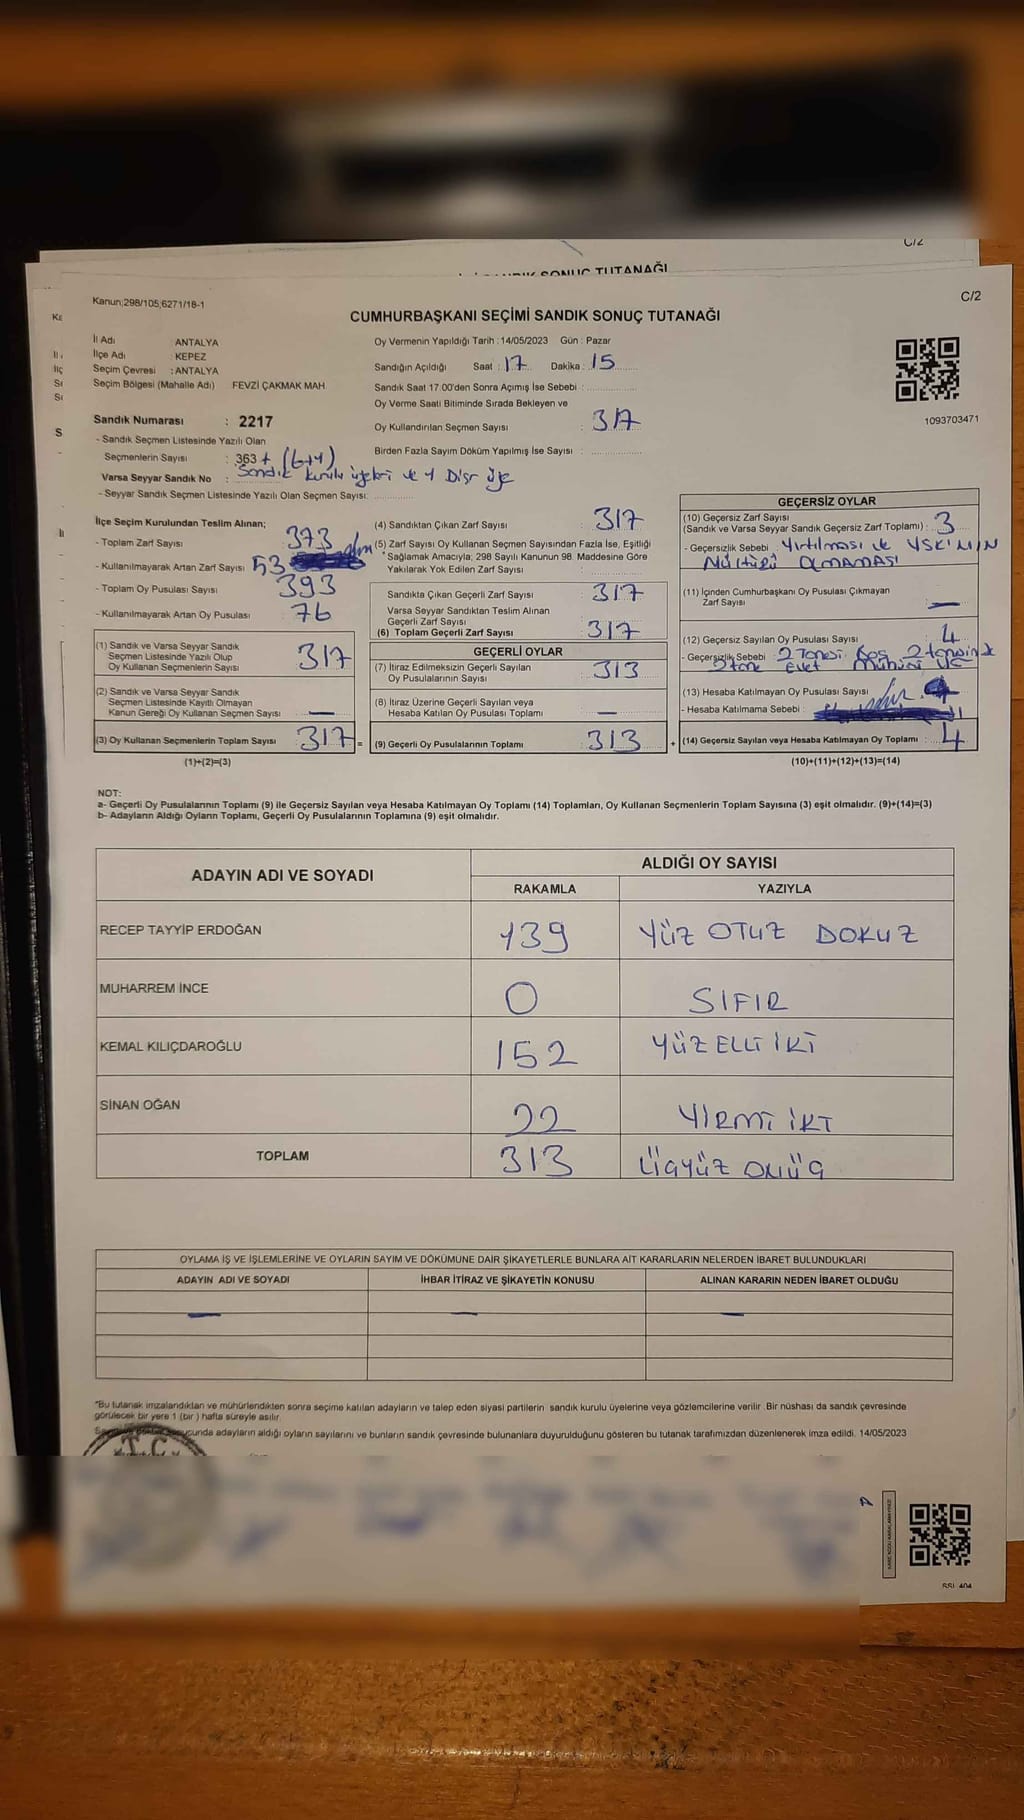 C/2
SANDIK SONUÇ TUTANAĞI
Kanun;298/105;6271/18-1
C/2
CUMHURBAŞKANI SEÇİMİ SANDIK SONUÇ TUTANAĞI
İl Adı : ANTALYA
İlçe Adı : KEPEZ
Seçim Çevresi : ANTALYA
Seçim Bölgesi (Mahalle Adı) FEVZİ ÇAKMAK MAH
Sandık Numarası : 2217
- Sandık Seçmen Listesinde Yazılı Olan
Seçmenlerin Sayısı : 363 + (6+4)
Sandık kurulu üyeleri ve 4 Dışr üye
Varsa Seyyar Sandık No :
- Seyyar Sandık Seçmen Listesinde Yazılı Olan Seçmen Sayısı:
Oy Vermenin Yapıldığı Tarih : 14/05/2023 Gün : Pazar
Sandığın Açıldığı Saat : 17 Dakika : 15
Sandık Saat 17.00'den Sonra Açımış İse Sebebi :
Oy Verme Saati Bitiminde Sırada Bekleyen ve
Oy Kullandırılan Seçmen Sayısı : 317
Birden Fazla Sayım Döküm Yapılmış İse Sayısı :
1093703471
İlçe Seçim Kurulundan Teslim Alınan;
- Toplam Zarf Sayısı 373
- Kullanılmayarak Artan Zarf Sayısı 53
- Toplam Oy Pusulası Sayısı 393
- Kullanılmayarak Artan Oy Pusulası 76
(1) Sandık ve Varsa Seyyar Sandık
Seçmen Listesinde Yazılı Olup
Oy Kullanan Seçmenlerin Sayısı 317
(2) Sandık ve Varsa Seyyar Sandık
Seçmen Listesinde Kayıtlı Olmayan
Kanun Gereği Oy Kullanan Seçmen Sayısı —
(3) Oy Kullanan Seçmenlerin Toplam Sayısı 317 =
(1)+(2)=(3)
(4) Sandıktan Çıkan Zarf Sayısı : 317
(5) Zarf Sayısı Oy Kullanan Seçmen Sayısından Fazla İse, Eşitliği
Sağlamak Amacıyla; 298 Sayılı Kanunun 98. Maddesine Göre
Yakılarak Yok Edilen Zarf Sayısı :
Sandıkta Çıkan Geçerli Zarf Sayısı : 317
Varsa Seyyar Sandıktan Teslim Alınan
Geçerli Zarf Sayısı
(6) Toplam Geçerli Zarf Sayısı : 317
GEÇERLİ OYLAR
(7) İtiraz Edilmeksizin Geçerli Sayılan
Oy Pusulalarının Sayısı : 313
(8) İtiraz Üzerine Geçerli Sayılan veya
Hesaba Katılan Oy Pusulası Toplamı : —
(9) Geçerli Oy Pusulalarının Toplamı : 313 +
GEÇERSİZ OYLAR
(10) Geçersiz Zarf Sayısı
(Sandık ve Varsa Seyyar Sandık Geçersiz Zarf Toplamı) : 3
- Geçersizlik Sebebi : Yırtılması ve YSK'NIN
Mührü OLMAMASI
(11) İçinden Cumhurbaşkanı Oy Pusulası Çıkmayan
Zarf Sayısı —
(12) Geçersiz Sayılan Oy Pusulası Sayısı 4
- Geçersizlik Sebebi : 2 Tanesi Boş 2 tanesinde
2 tane Evet Mührü
(13) Hesaba Katılmayan Oy Pusulası Sayısı
- Hesaba Katılmama Sebebi :
(14) Geçersiz Sayılan veya Hesaba Katılmayan Oy Toplamı : 4
(10)+(11)+(12)+(13)=(14)
NOT:
a- Geçerli Oy Pusulalarının Toplamı (9) ile Geçersiz Sayılan veya Hesaba Katılmayan Oy Toplamı (14) Toplamları, Oy Kullanan Seçmenlerin Toplam Sayısına (3) eşit olmalıdır. (9)+(14)=(3)
b- Adayların Aldığı Oyların Toplamı, Geçerli Oy Pusulalarının Toplamına (9) eşit olmalıdır.
ADAYIN ADI VE SOYADI
ALDIĞI OY SAYISI
RAKAMLA YAZIYLA
RECEP TAYYİP ERDOĞAN 139 YÜZ OTUZ DOKUZ
MUHARREM İNCE 0 SIFIR
KEMAL KILIÇDAROĞLU 152 YÜZ ELLİ İKİ
SİNAN OĞAN 22 YİRMİ İKİ
TOPLAM 313 ÜÇYÜZ ONÜÇ
OYLAMA İŞ VE İŞLEMLERİNE VE OYLARIN SAYIM VE DÖKÜMÜNE DAİR ŞİKAYETLERLE BUNLARA AİT KARARLARIN NELERDEN İBARET BULUNDUKLARI
ADAYIN ADI VE SOYADI İHBAR İTİRAZ VE ŞİKAYETİN KONUSU ALINAN KARARIN NEDEN İBARET OLDUĞU
— — —
"Bu tutanak imzalandıktan ve mühürlendikten sonra seçime katılan adayların ve talep eden siyasi partilerin sandık kurulu üyelerine veya gözlemcilerine verilir .Bir nüshası da sandık çevresinde
görülecek bir yere 1 (bir ) hafta süreyle asılır.
adayların aldığı oyların sayılarını ve bunların sandık çevresinde bulunanlara duyurulduğunu gösteren bu tutanak tarafımızdan düzenlenerek imza edildi. 14/05/2023
T.C.